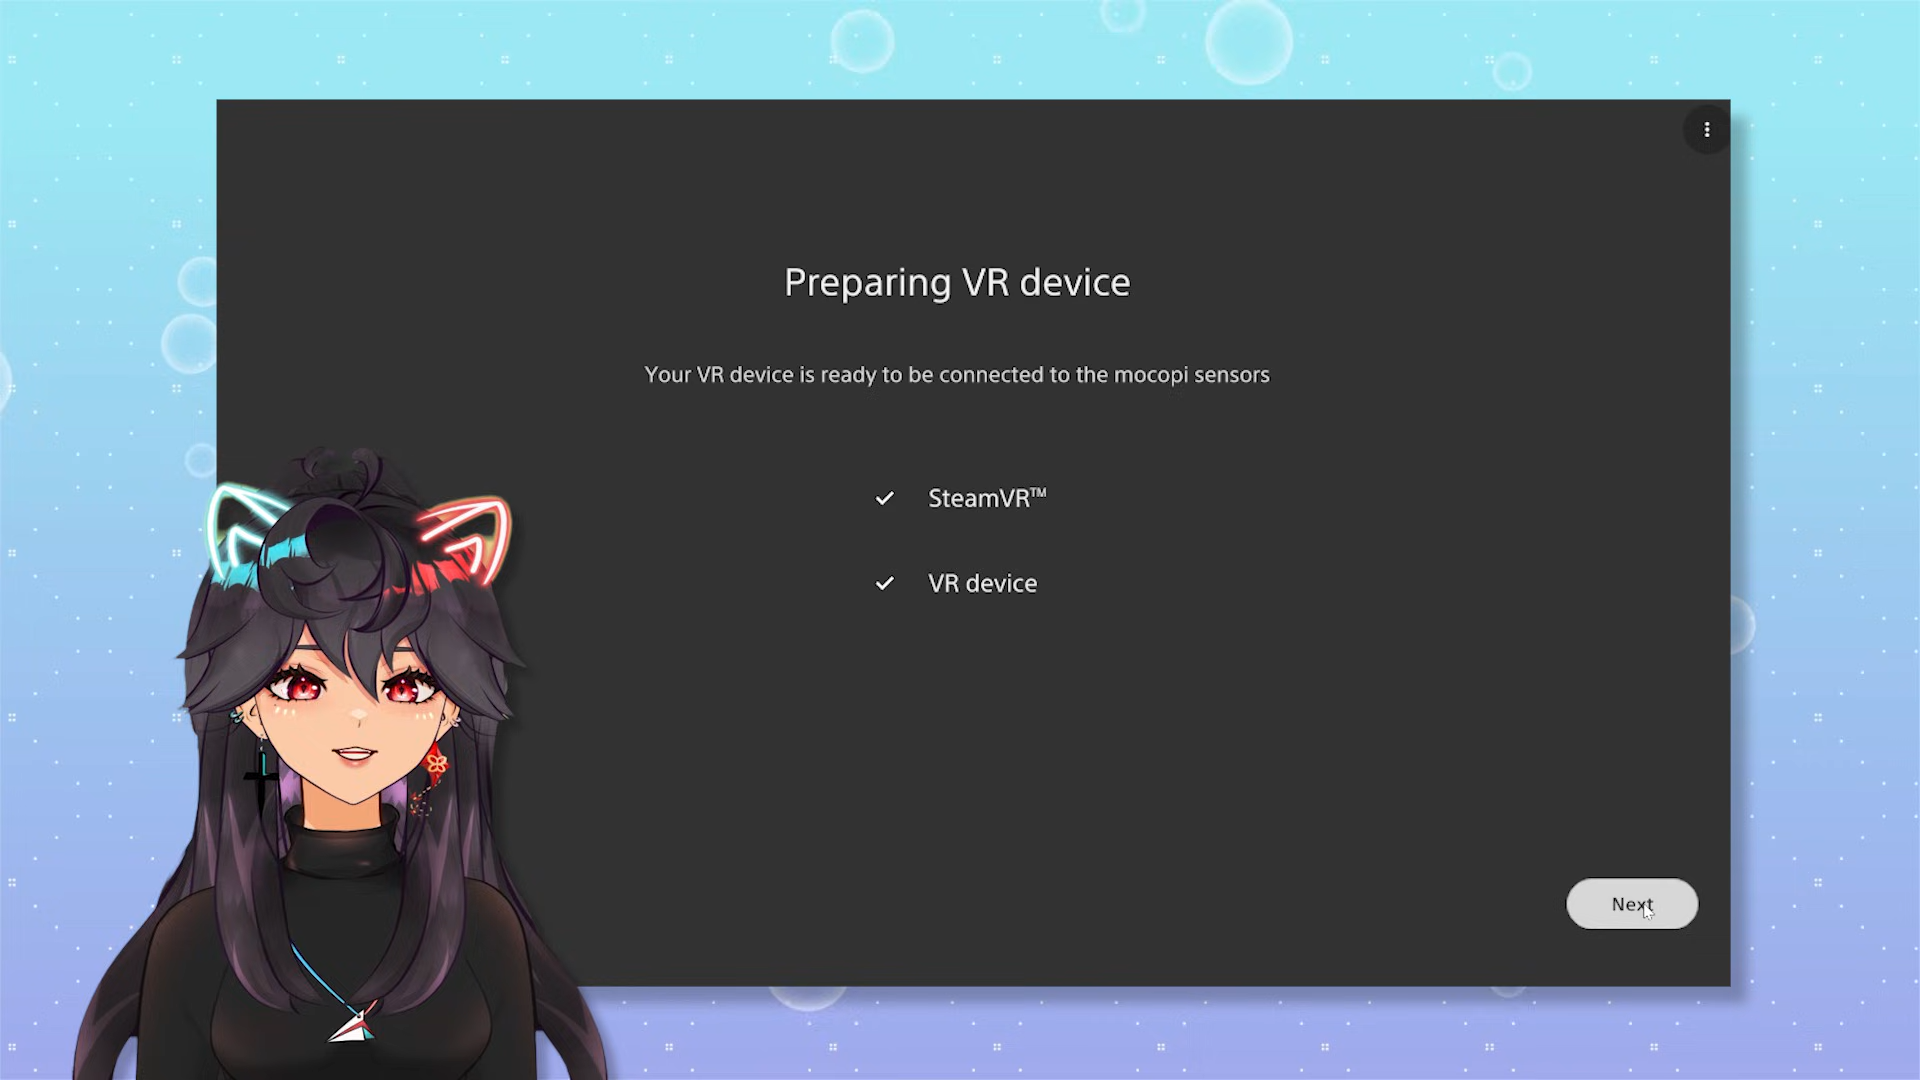 Preparing VR device
Your VR device is ready to be connected to the mocopi sensors
SteamVR™
VR device
Next